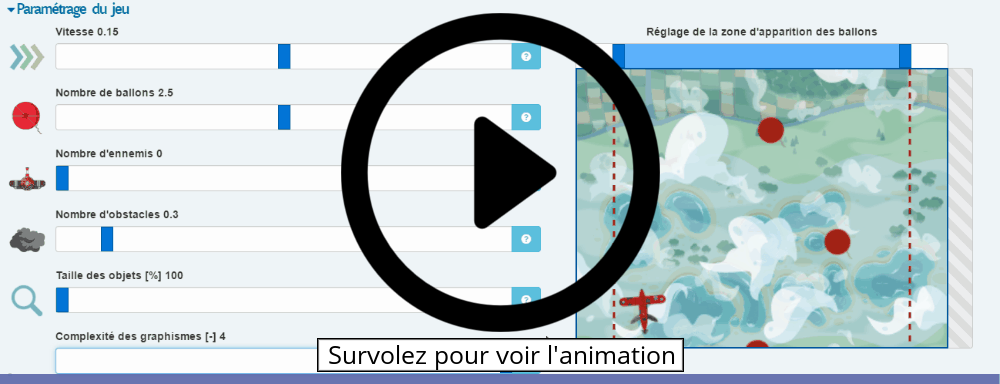 Paramétrage du jeu
Vitesse 0.15
Réglage de la zone d'apparition des ballons
?
Nombre de ballons 2.5
?
Nombre d'ennemis 0
Nombre d'obstacles 0.3
?
Taille des objets [%] 100
?
Complexité des graphismes [-] 4
Survolez pour voir l'animation